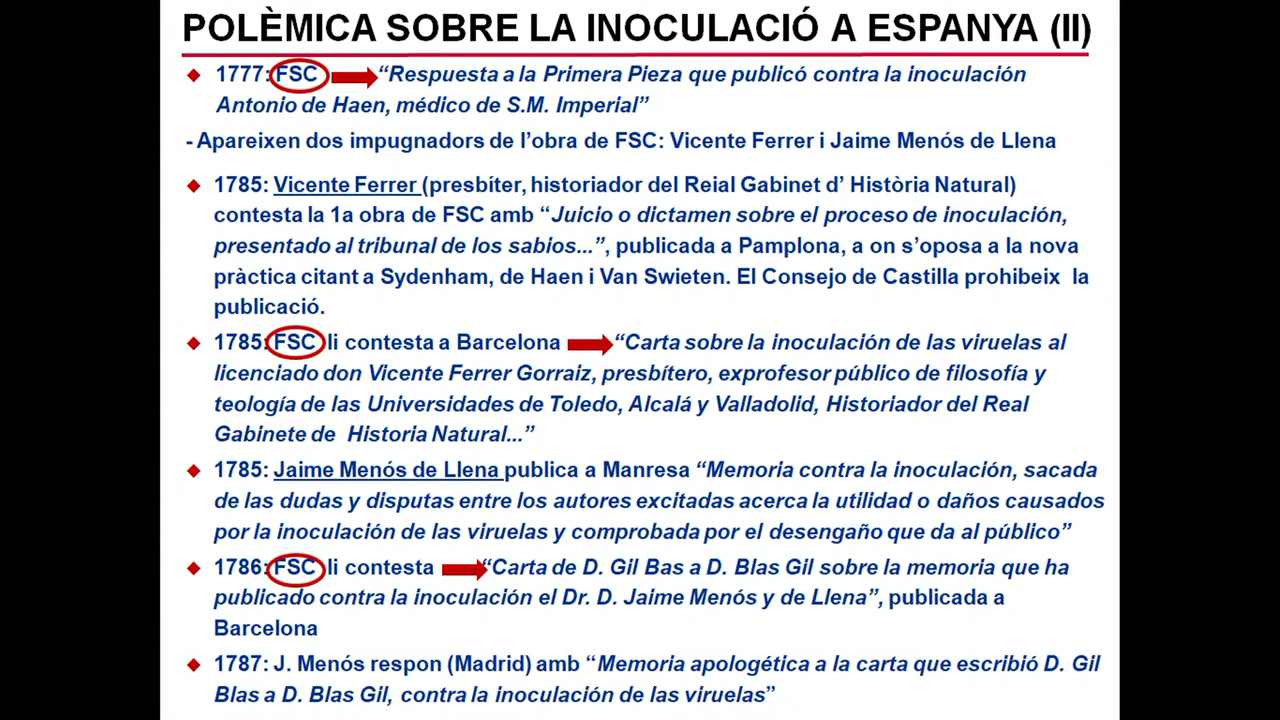 POLÈMICA SOBRE LA INOCULACIÓ A ESPANYA (II)
1777: FSC “Respuesta a la Primera Pieza que publicó contra la inoculación
Antonio de Haen, médico de S.M. Imperial”
- Apareixen dos impugnadors de l’obra de FSC: Vicente Ferrer i Jaime Menós de Llena
1785: Vicente Ferrer (presbíter, historiador del Reial Gabinet d’ Història Natural)
contesta la 1a obra de FSC amb “Juicio o dictamen sobre el proceso de inoculación,
presentado al tribunal de los sabios...”, publicada a Pamplona, a on s’oposa a la nova
pràctica citant a Sydenham, de Haen i Van Swieten. El Consejo de Castilla prohibeix la
publicació.
1785: FSC li contesta a Barcelona “Carta sobre la inoculación de las viruelas al
licenciado don Vicente Ferrer Gorraiz, presbítero, exprofesor público de filosofía y
teología de las Universidades de Toledo, Alcalá y Valladolid, Historiador del Real
Gabinete de Historia Natural...”
1785: Jaime Menós de Llena publica a Manresa “Memoria contra la inoculación, sacada
de las dudas y disputas entre los autores excitadas acerca la utilidad o daños causados
por la inoculación de las viruelas y comprobada por el desengaño que da al público”
1786: FSC li contesta “Carta de D. Gil Bas a D. Blas Gil sobre la memoria que ha
publicado contra la inoculación el Dr. D. Jaime Menós y de Llena”, publicada a
Barcelona
1787: J. Menós respon (Madrid) amb “Memoria apologética a la carta que escribió D. Gil
Blas a D. Blas Gil, contra la inoculación de las viruelas”